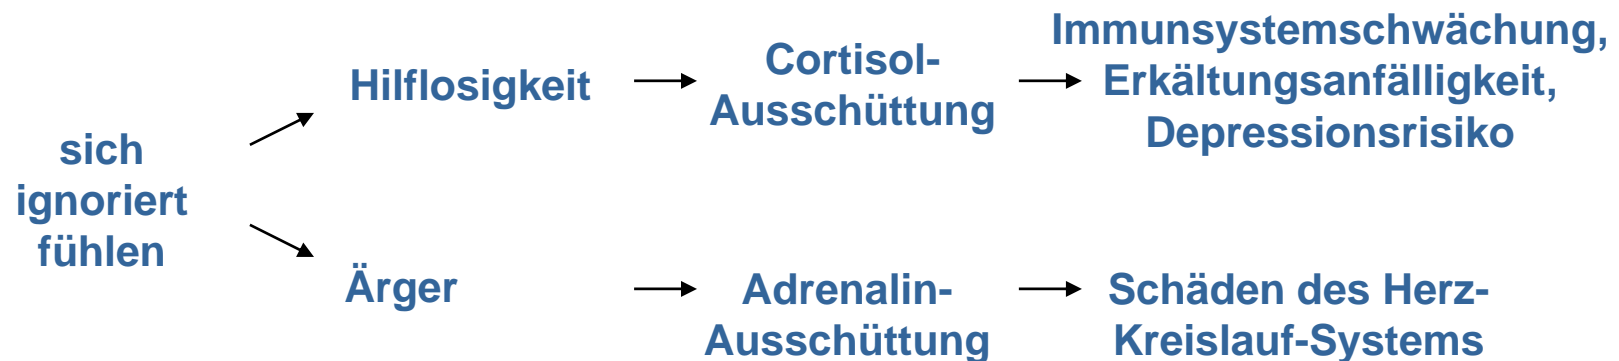 sich
ignoriert
fühlen
Hilflosigkeit
Cortisol-
Ausschüttung
Immunsystemschwächung,
Erkältungsanfälligkeit,
Depressionsrisiko
Ärger
Adrenalin-
Ausschüttung
Schäden des Herz-
Kreislauf-Systems